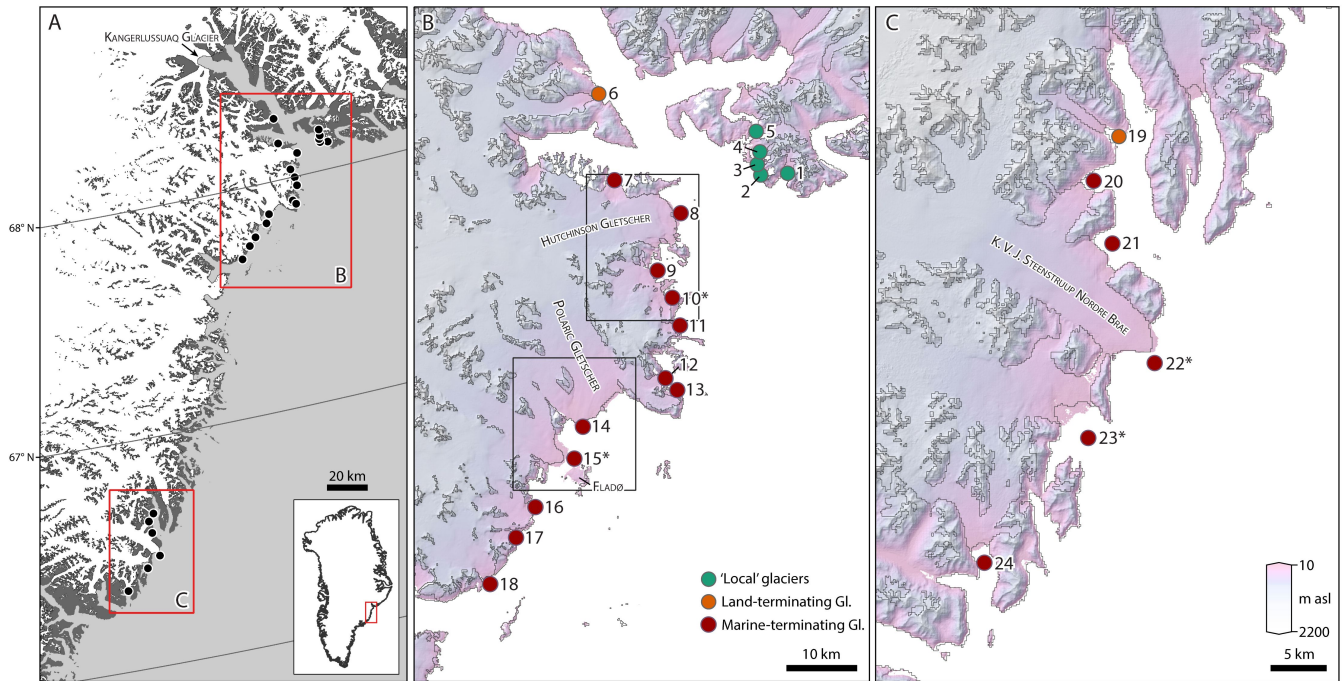 A
KANGERLUSSUAQ GLACIER
B
68° N
67° N
20 km
C
B
6
5
4
3
2
1
7
8
HUTCHINSON GLETSCHER
9
10*
11
POLARIC GLETSCHER
12
13
14
15*
FLADØ
16
17
18
'Local' glaciers
Land-terminating Gl.
Marine-terminating Gl.
10 km
C
19
20
21
K. V. J. STEENSTRUUP NORDRE BRAE
22*
23*
24
10
m asl
2200
5 km